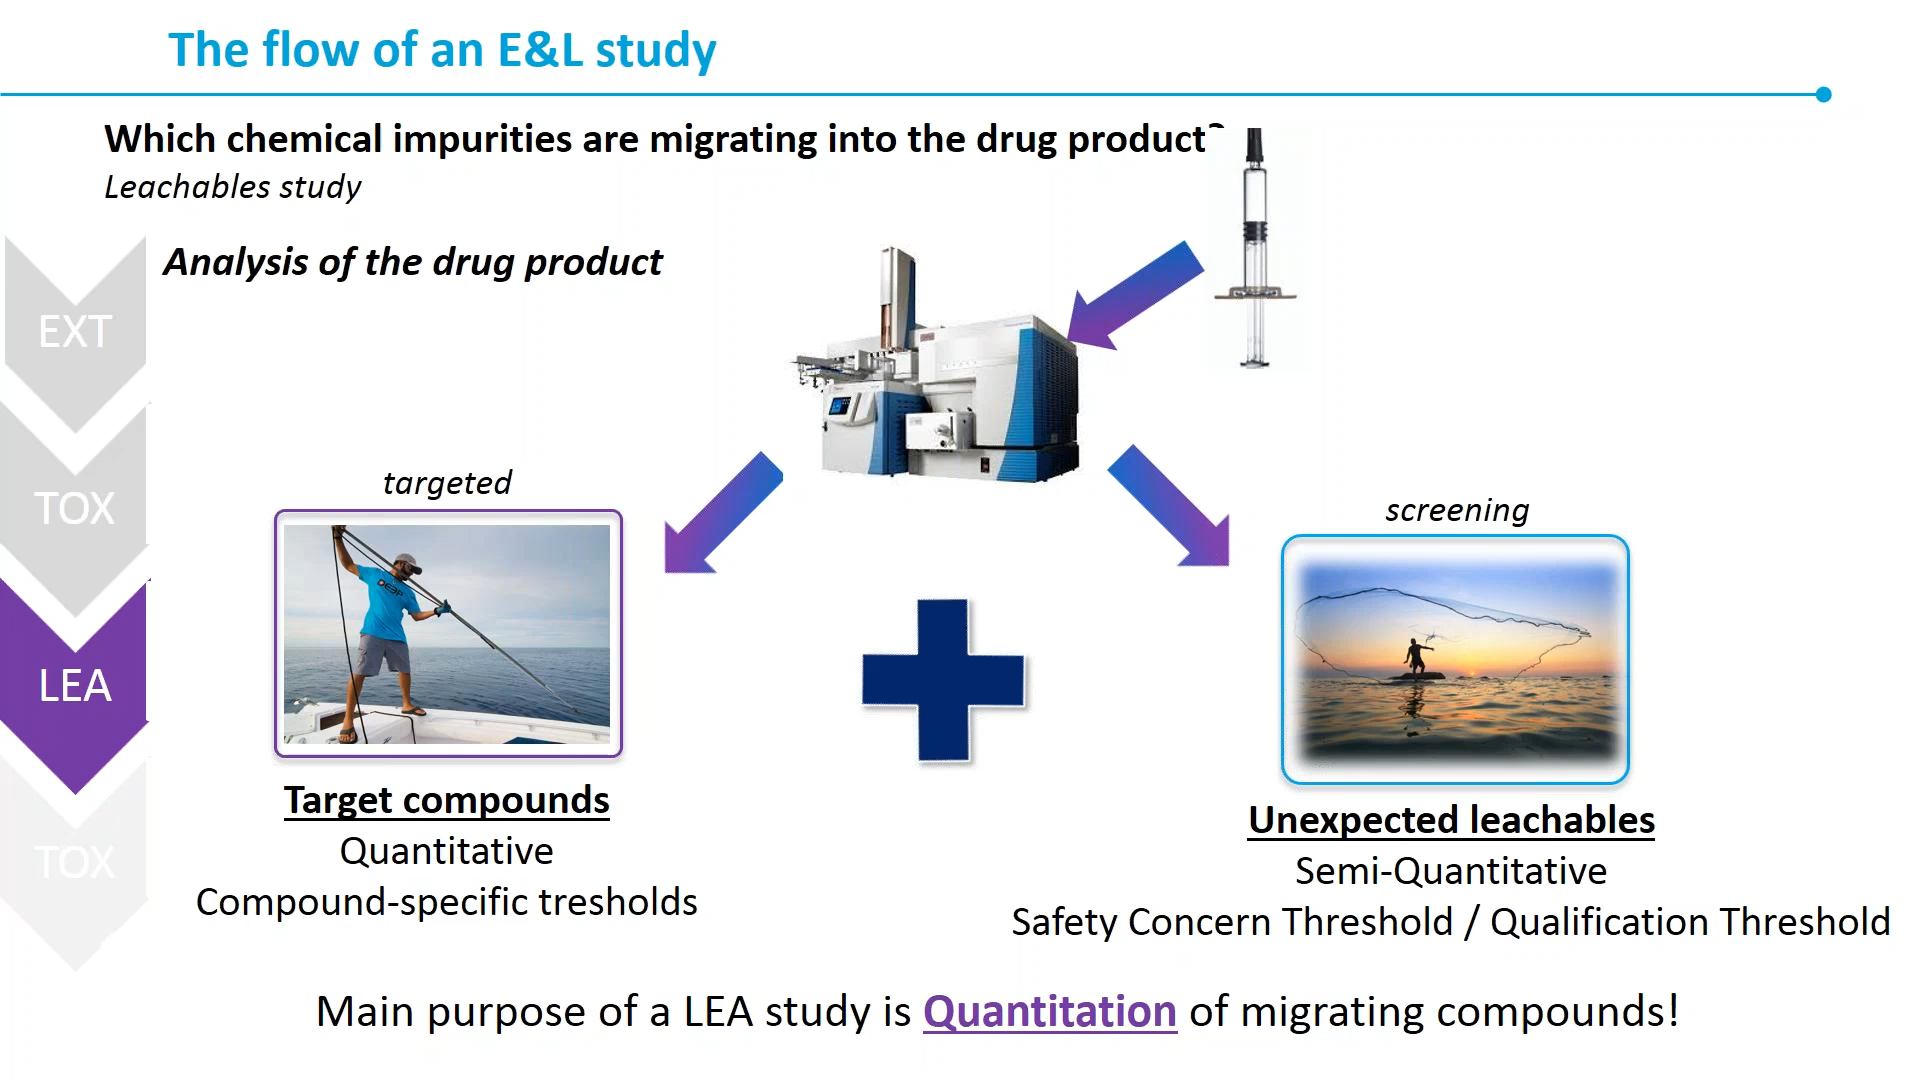 The flow of an E&L study
Which chemical impurities are migrating into the drug product?
Leachables study
Analysis of the drug product
EXT
TOX
LEA
TOX
targeted
screening
Target compounds
Quantitative
Compound-specific tresholds
Unexpected leachables
Semi-Quantitative
Safety Concern Threshold / Qualification Threshold
Main purpose of a LEA study is Quantitation of migrating compounds!